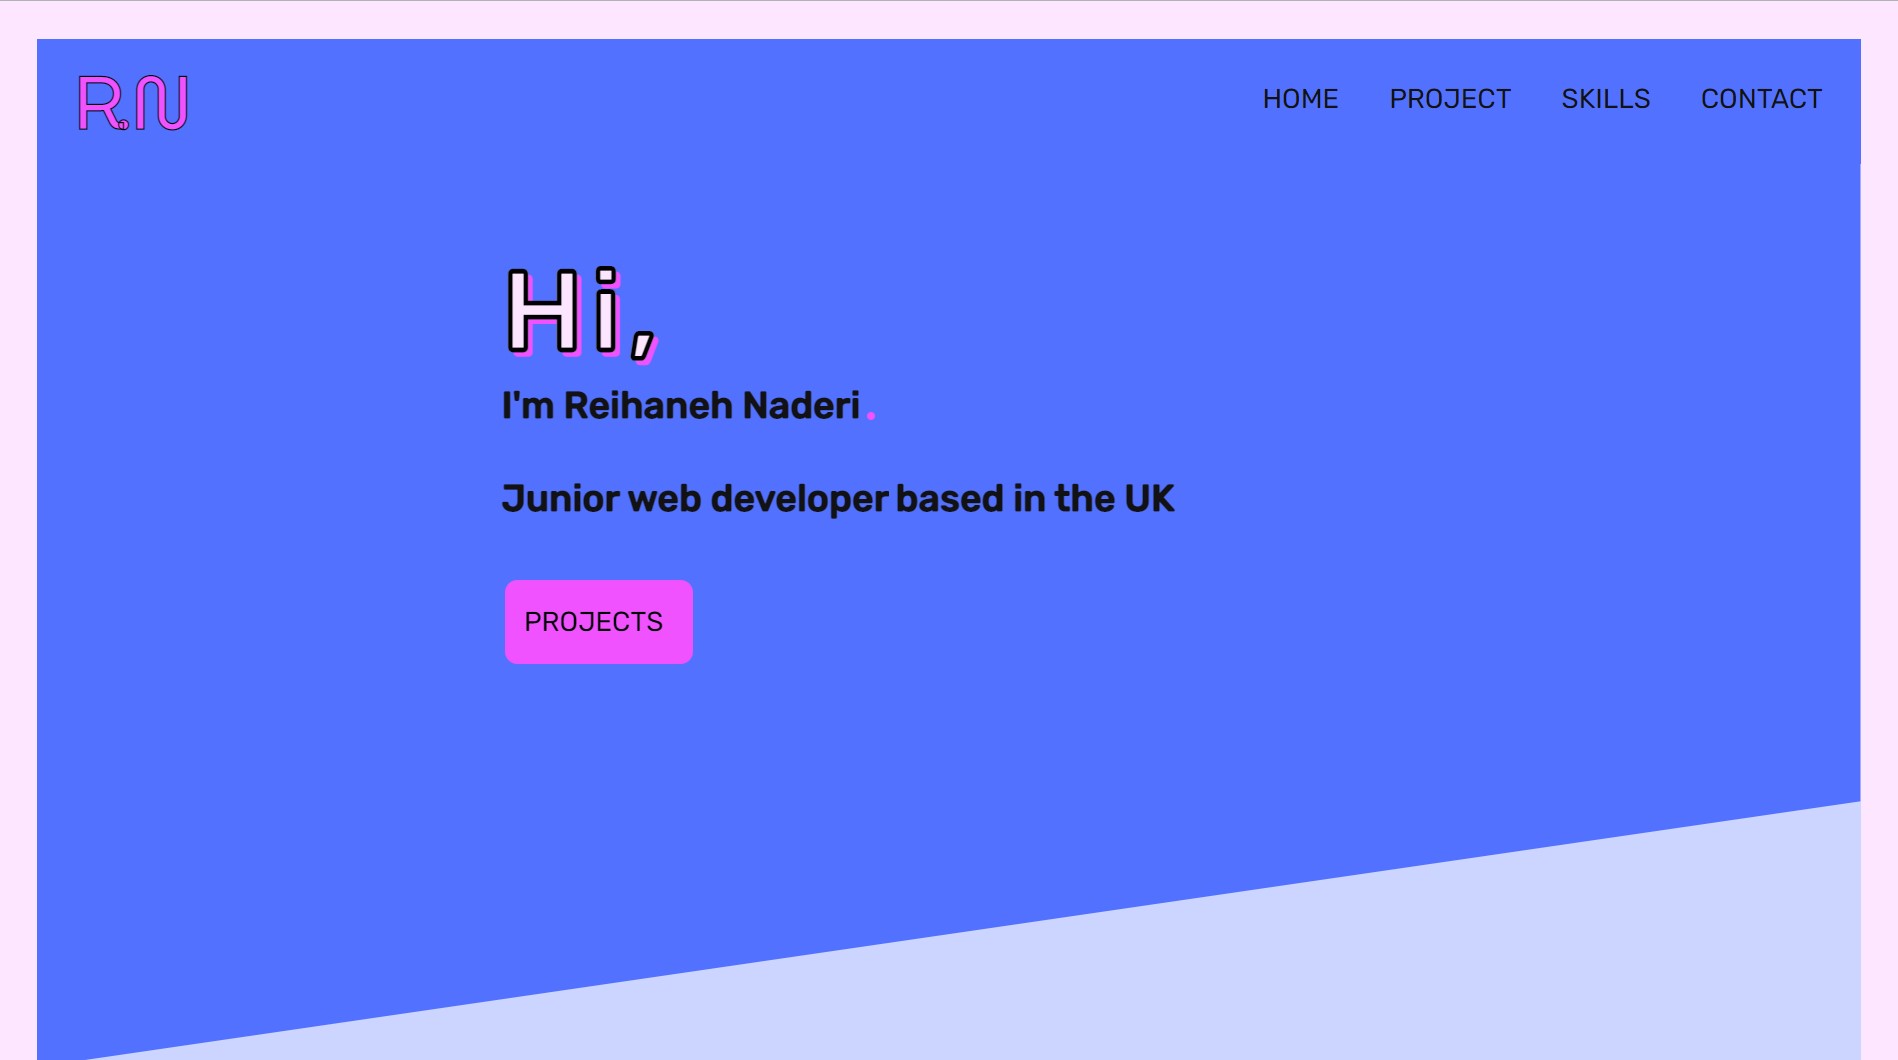 R.N
HOME PROJECT SKILLS CONTACT
Hi,
I'm Reihaneh Naderi.
Junior web developer based in the UK
PROJECTS